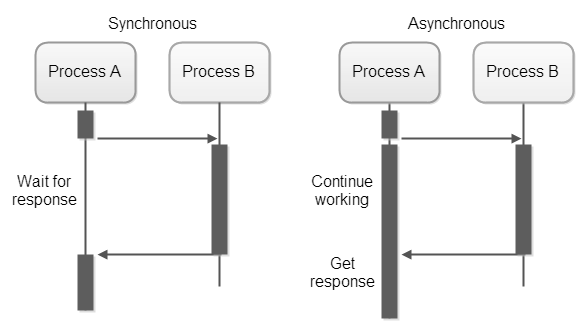 Synchronous
Asynchronous
Process A
Process B
Process A
Process B
Wait for
response
Continue
working
Get
response